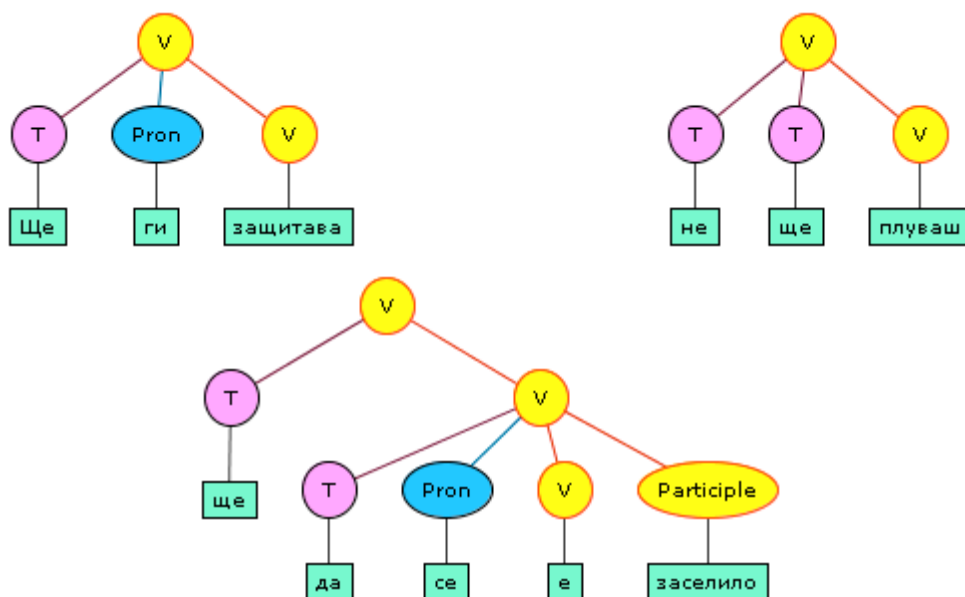 V V
T Pron V T T V
Ще ги защитава не ще плуваш
V
T V
ще T Pron V Participle
да се е заселило